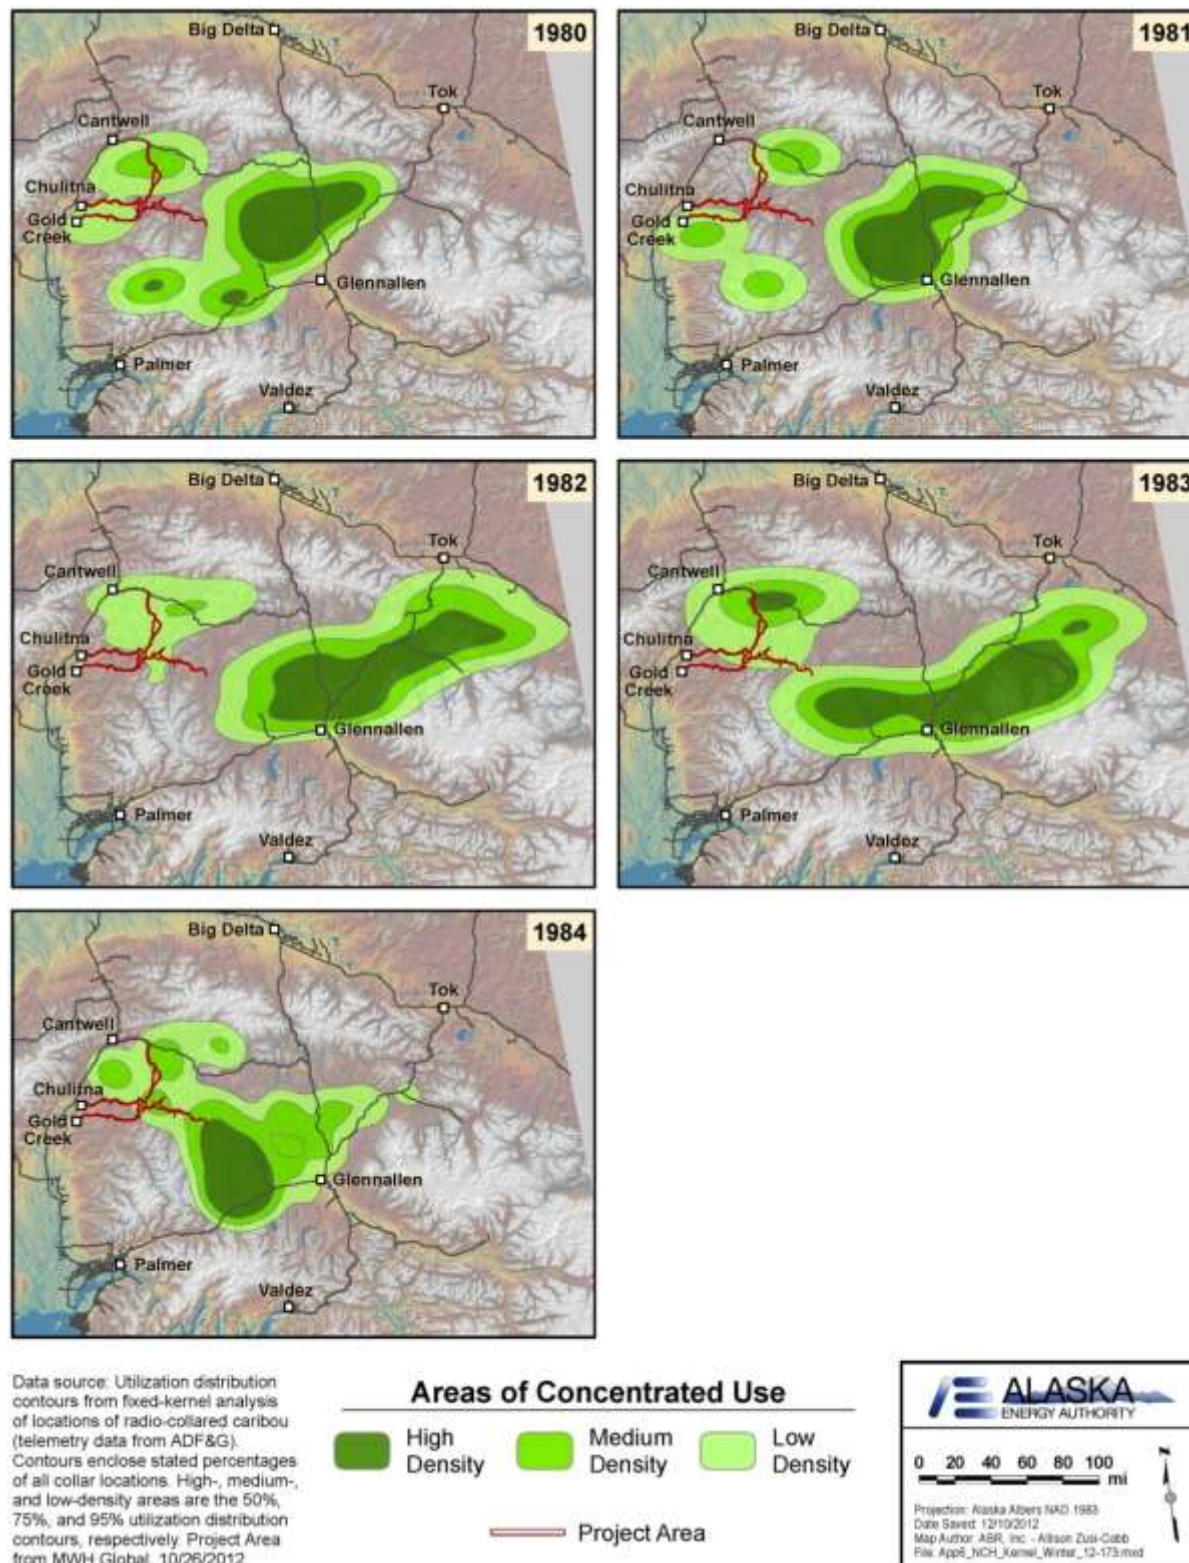 Big Delta
1980
Tok
Cantwell
Chulitna
Gold
Creek
Glennallen
Palmer
Valdez
Big Delta
1981
Tok
Cantwell
Chulitna
Gold
Creek
Glennallen
Palmer
Valdez
Big Delta
1982
Tok
Cantwell
Chulitna
Gold
Creek
Glennallen
Palmer
Valdez
Big Delta
1983
Tok
Cantwell
Chulitna
Gold
Creek
Glennallen
Palmer
Valdez
Big Delta
1984
Tok
Cantwell
Chulitna
Gold
Creek
Glennallen
Palmer
Valdez
Data source: Utilization distribution
contours from fixed-kernel analysis
of locations of radio-collared caribou
(telemetry data from ADF&G).
Contours enclose stated percentages
of all collar locations. High-, medium-,
and low-density areas are the 50%,
75%, and 95% utilization distribution
contours, respectively. Project Area
from MWH Global, 10/26/2012
Areas of Concentrated Use
High
Density
Medium
Density
Low
Density
Project Area
ALASKA
ENERGY AUTHORITY
0 20 40 60 80 100
mi
N
Projection: Alaska Albers NAD 1983
Date Saved: 12/10/2012
Map Author: ABR, Inc. - Allison Zusi-Cobb
File: App6_NCH_Kernel_Winter_12-173.mxd